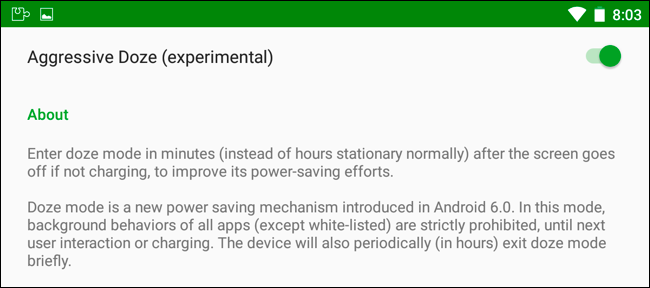 8:03
Aggressive Doze (experimental)
About
Enter doze mode in minutes (instead of hours stationary normally) after the screen goes
off if not charging, to improve its power-saving efforts.
Doze mode is a new power saving mechanism introduced in Android 6.0. In this mode,
background behaviors of all apps (except white-listed) are strictly prohibited, until next
user interaction or charging. The device will also periodically (in hours) exit doze mode
briefly.